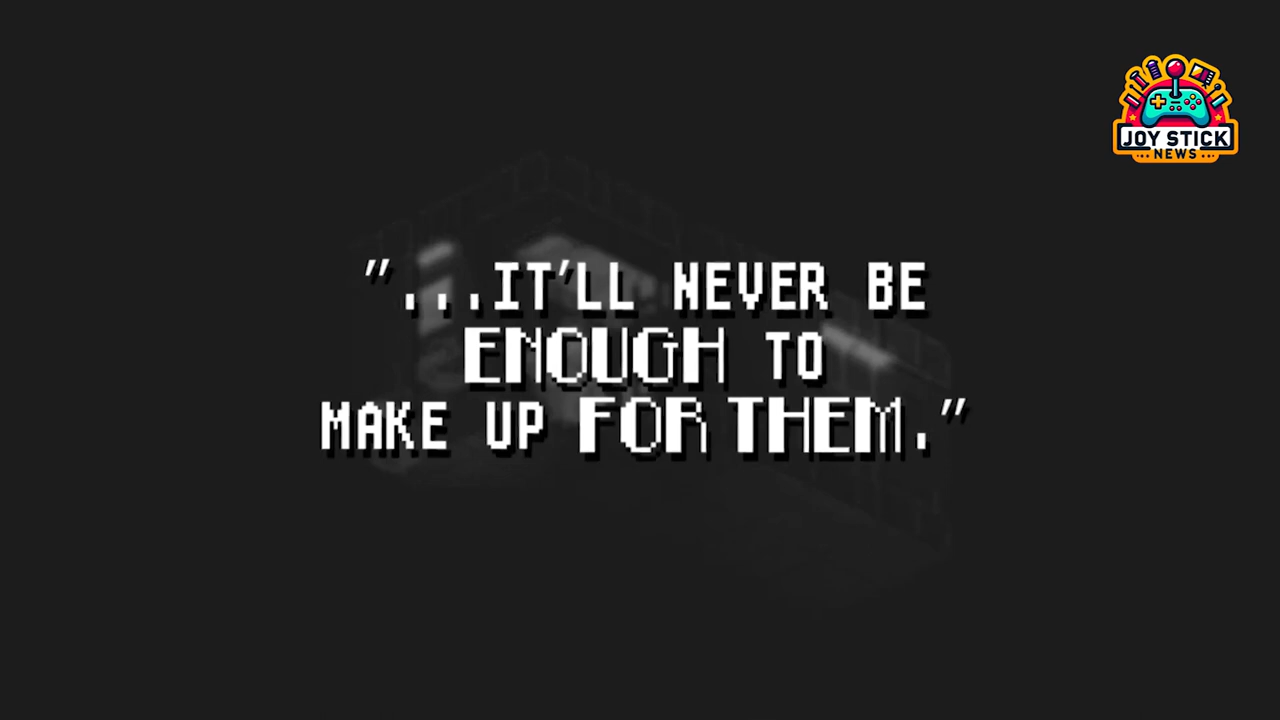 JOY STICK
NEWS
"...IT'LL NEVER BE
ENOUGH TO
MAKE UP FOR THEM."